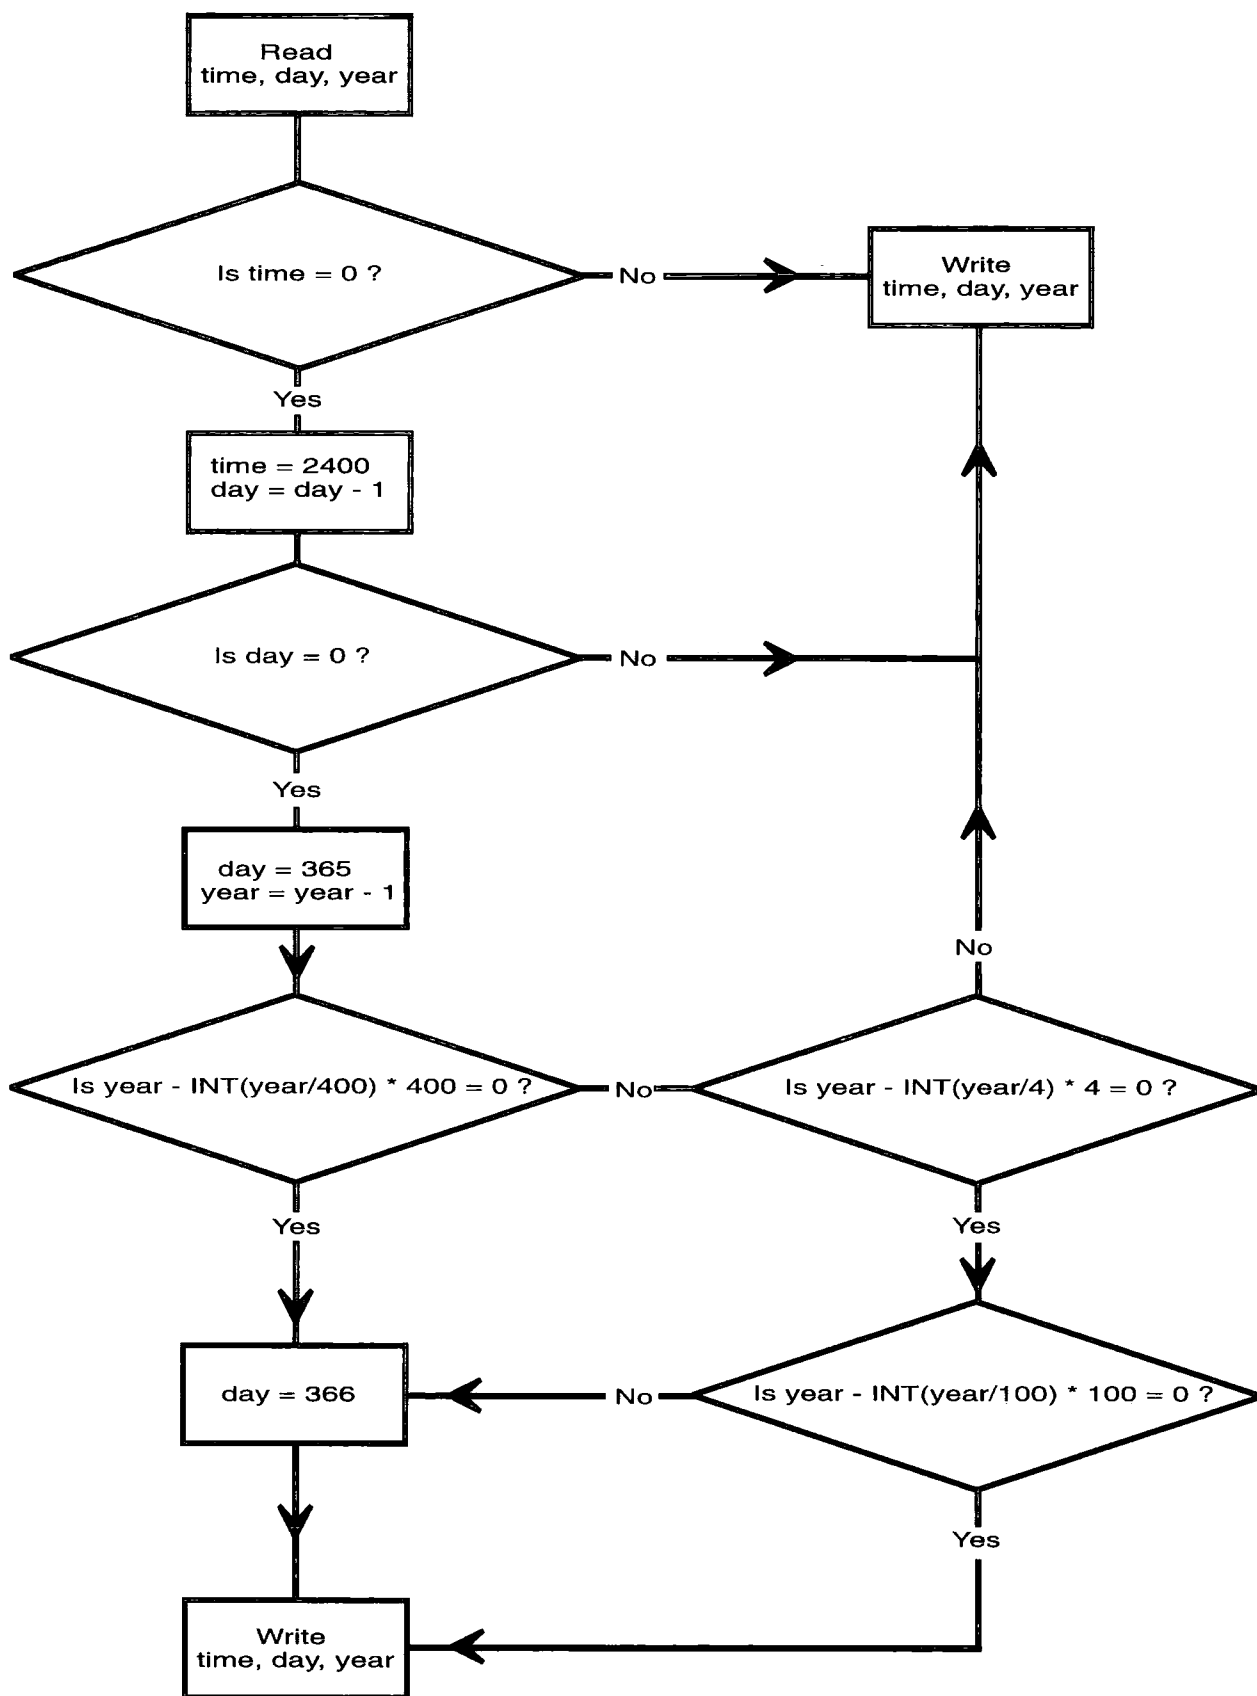 Read
time, day, year
Is time = 0 ?
No
Write
time, day, year
Yes
time = 2400
day = day - 1
Is day = 0 ?
No
Yes
day = 365
year = year - 1
No
Is year - INT(year/400) * 400 = 0 ?
No
Is year - INT(year/4) * 4 = 0 ?
Yes
Yes
day = 366
No
Is year - INT(year/100) * 100 = 0 ?
Yes
Write
time, day, year